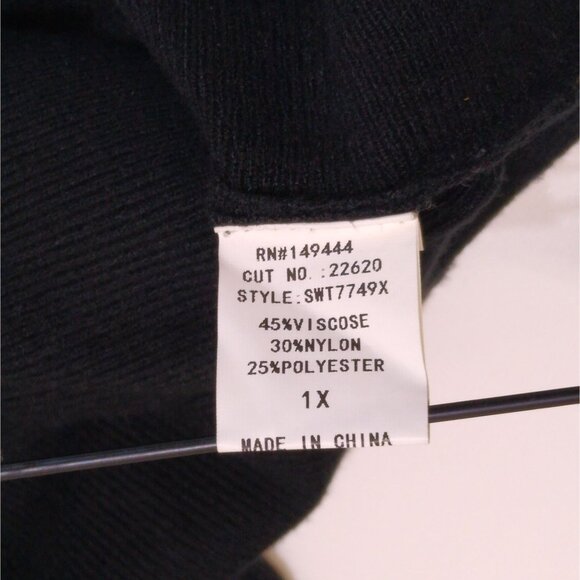 RN#149444
CUT NO.:22620
STYLE:SWT7749X
45%VISCOSE
30%NYLON
25%POLYESTER
1X
MADE IN CHINA